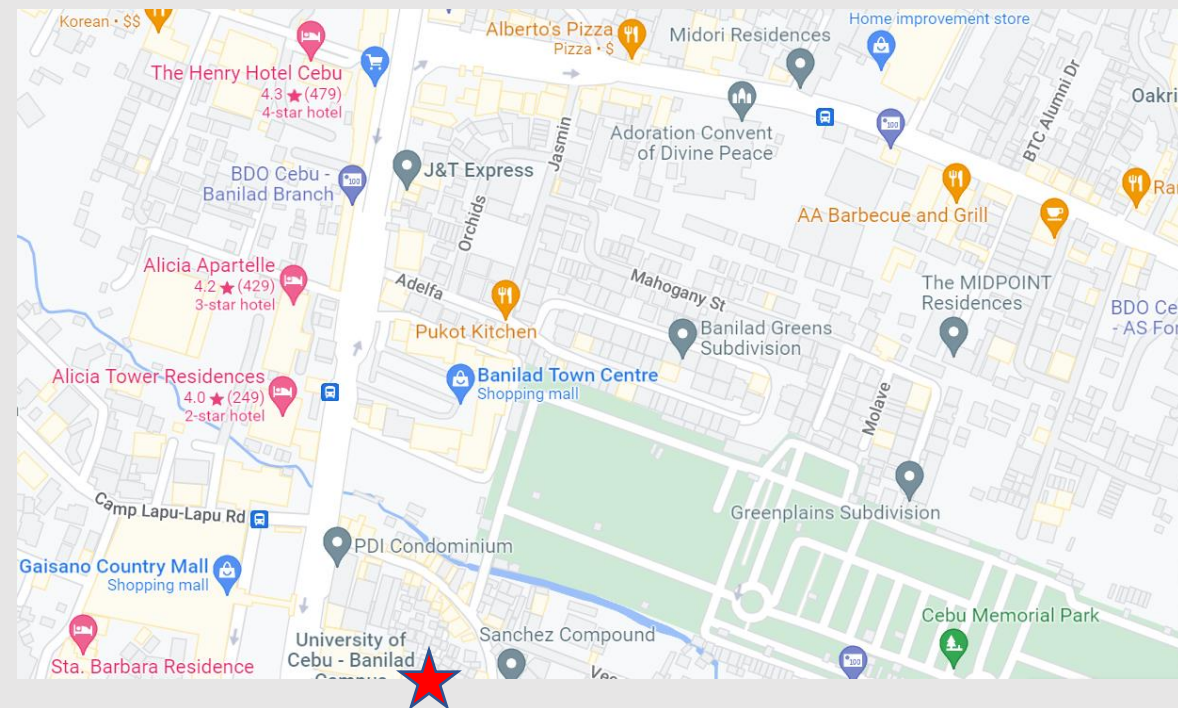 Korean • $$
The Henry Hotel Cebu
4.3 ★ (479)
4-star hotel
Alberto's Pizza
Pizza • $
Midori Residences
Home improvement store
BTC Alumni Dr
Adoration Convent
of Divine Peace
Jasmin
J&T Express
BDO Cebu -
Banilad Branch
Orchids
AA Barbecue and Grill
Alicia Apartelle
4.2 ★ (429)
3-star hotel
Adelfa
Mahogany St
The MIDPOINT
Residences
Pukot Kitchen
Banilad Greens
Subdivision
Alicia Tower Residences
4.0 ★ (249)
2-star hotel
Banilad Town Centre
Shopping mall
Molave
Camp Lapu-Lapu Rd
Greenplains Subdivision
PDI Condominium
Gaisano Country Mall
Shopping mall
Cebu Memorial Park
University of
Cebu - Banilad
Campus
Sanchez Compound
Sta. Barbara Residence